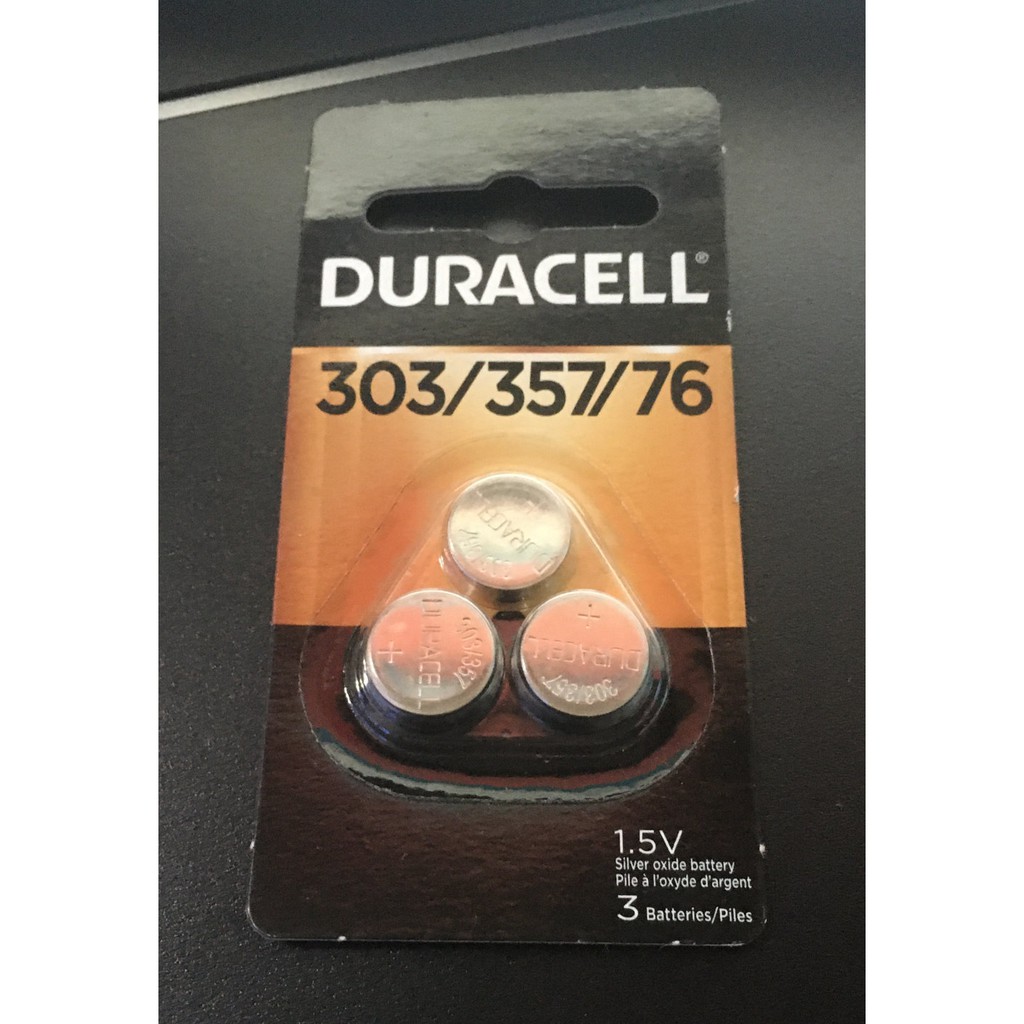 DURACELL®
303/357/76
DURACELL
DURACELL
303/357
+
DURACELL
303/357
+
1.5V
Silver oxide battery
Pile à l'oxyde d'argent
3 Batteries/Piles